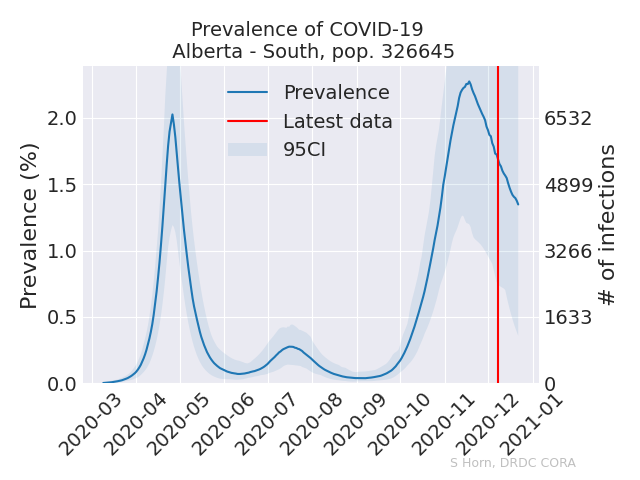 Prevalence of COVID-19
Alberta - South, pop. 326645
Prevalence
Latest data
95CI
Prevalence (%)
2.0
1.5
1.0
0.5
0.0
6532
4899
3266
1633
0
# of infections
2020-03
2020-04
2020-05
2020-06
2020-07
2020-08
2020-09
2020-10
2020-11
2020-12
2021-01
S Horn, DRDC CORA